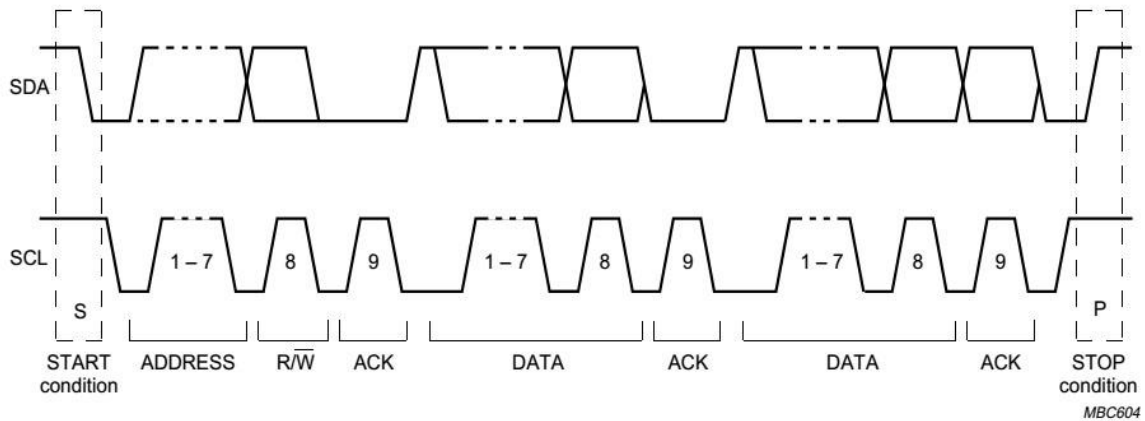 SDA
SCL
1 – 7 8 9 1 – 7 8 9 1 – 7 8 9
S P
START condition
ADDRESS
R/W̅
ACK
DATA
ACK
DATA
ACK
STOP condition
MBC604